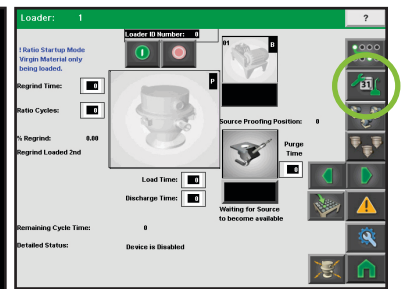 Loader: 1
?
Loader ID Number: 0
! Ratio Startup Mode
Virgin Material only
being loaded.
01
B
P
31
Regrind Time: 0
Ratio Cycles: 0
Source Proofing Position: 0
% Regrind: 0.00
Regrind Loaded 2nd
Purge
Time
0
Load Time: 0
Discharge Time: 0
Waiting for Source
to become available
Remaining Cycle Time: 0
Detailed Status: Device is Disabled